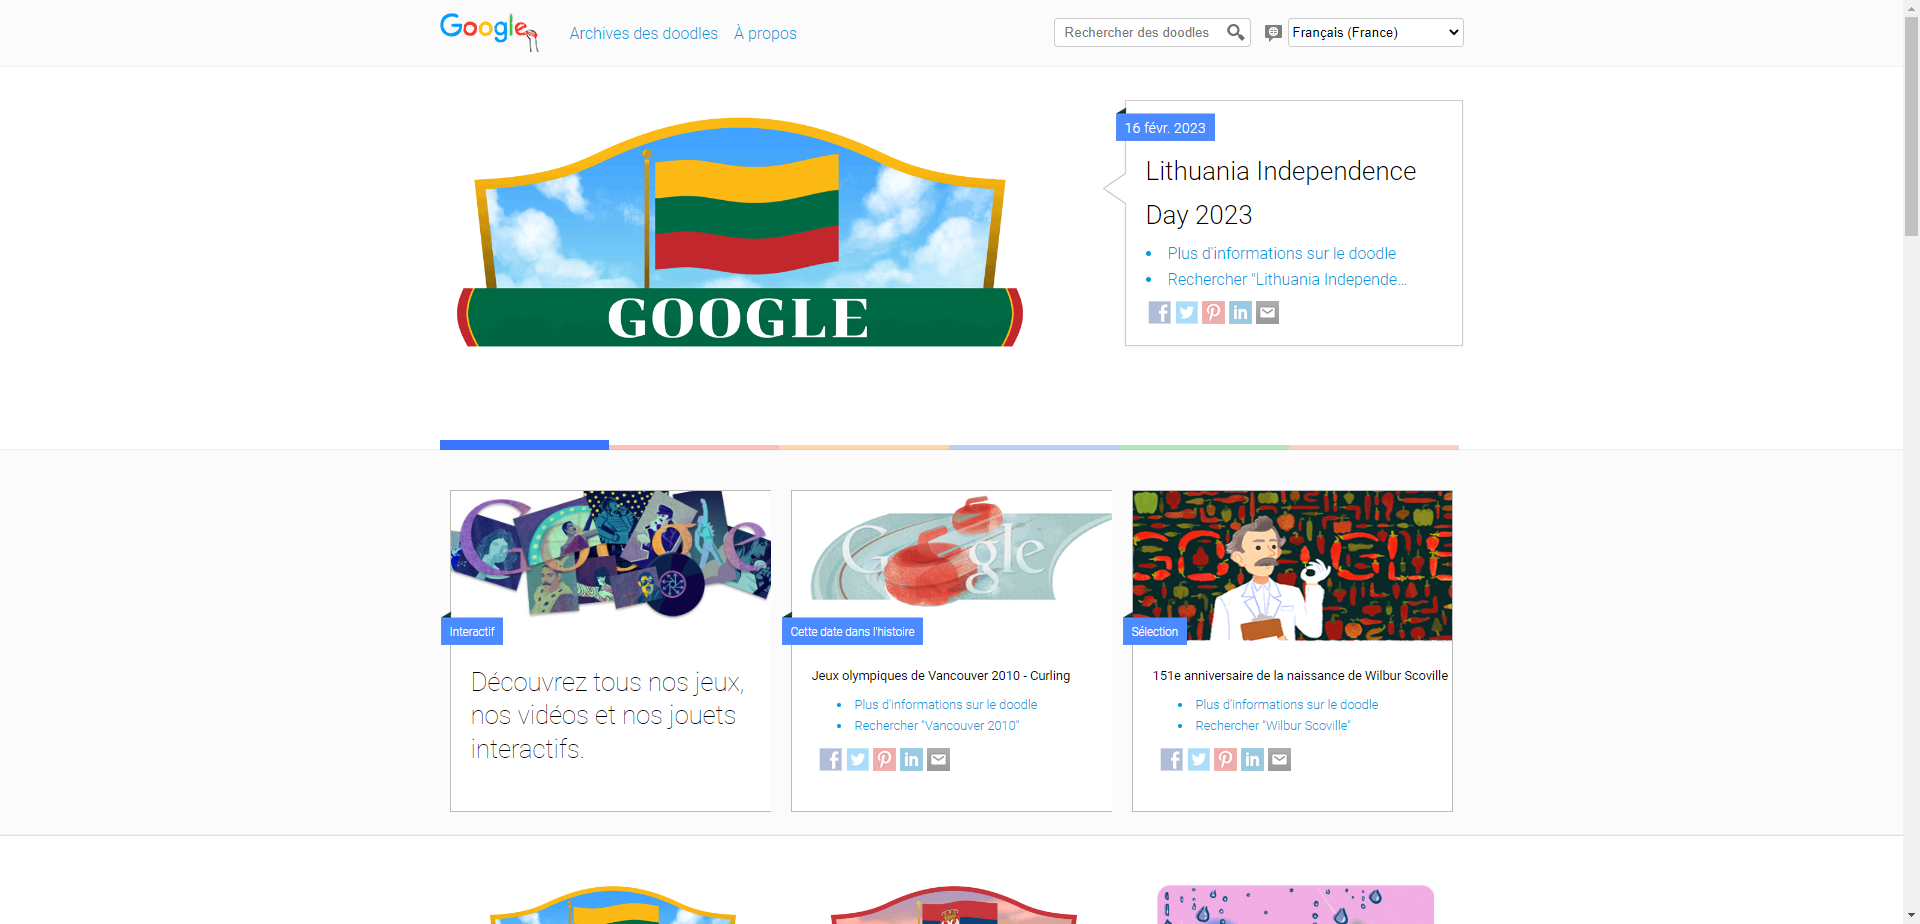 Google
Archives des doodles
À propos
Rechercher des doodles
Français (France)
GOOGLE
16 févr. 2023
Lithuania Independence
Day 2023
Plus d'informations sur le doodle
Rechercher "Lithuania Independe...
Google
Interactif
Découvrez tous nos jeux,
nos vidéos et nos jouets
interactifs.
Google
Cette date dans l'histoire
Jeux olympiques de Vancouver 2010 - Curling
Plus d'informations sur le doodle
Rechercher "Vancouver 2010"
Sélection
151e anniversaire de la naissance de Wilbur Scoville
Plus d'informations sur le doodle
Rechercher "Wilbur Scoville"